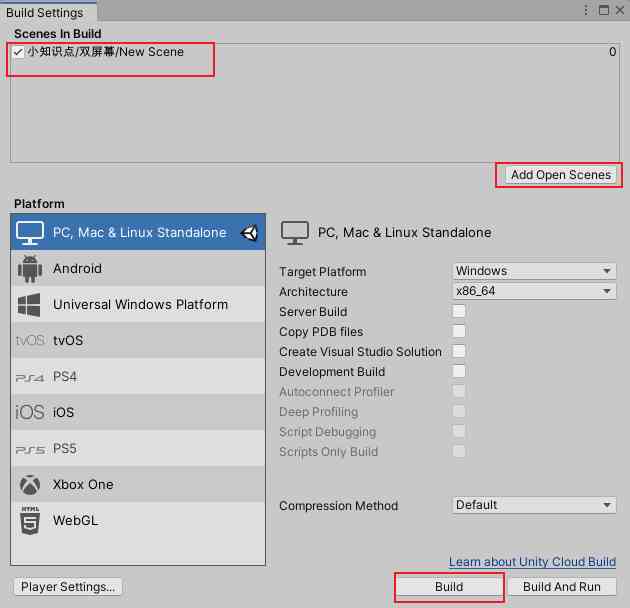 Build Settings
Scenes In Build
小知识点/双屏幕/New Scene 0
Add Open Scenes
Platform
PC, Mac & Linux Standalone
Android
Universal Windows Platform
tvOS tvOS
PS4 PS4
iOS iOS
PS5 PS5
Xbox One
HTML 5 WebGL
PC, Mac & Linux Standalone
Target Platform Windows
Architecture x86_64
Server Build
Copy PDB files
Create Visual Studio Solution
Development Build
Autoconnect Profiler
Deep Profiling
Script Debugging
Scripts Only Build
Compression Method Default
Learn about Unity Cloud Build
Player Settings... Build Build And Run